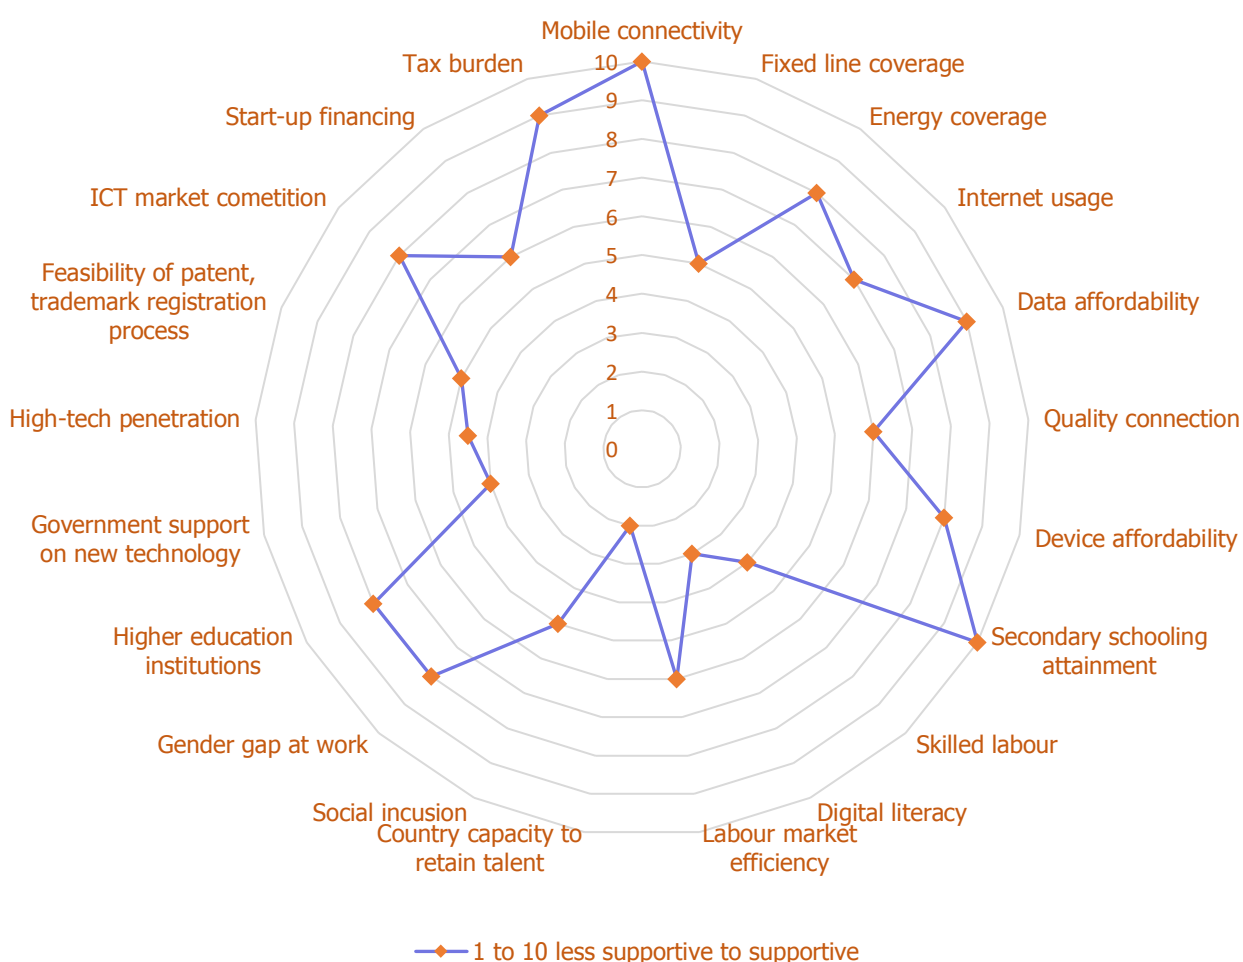 Mobile connectivity
Fixed line coverage
Energy coverage
Internet usage
Data affordability
Quality connection
Device affordability
Secondary schooling
attainment
Skilled labour
Digital literacy
Labour market
efficiency
Country capacity to
retain talent
Social incusion
Gender gap at work
Higher education
institutions
Government support
on new technology
High-tech penetration
Feasibility of patent,
trademark registration
process
ICT market cometition
Start-up financing
Tax burden
10
9
8
7
6
5
4
3
2
1
0
1 to 10 less supportive to supportive